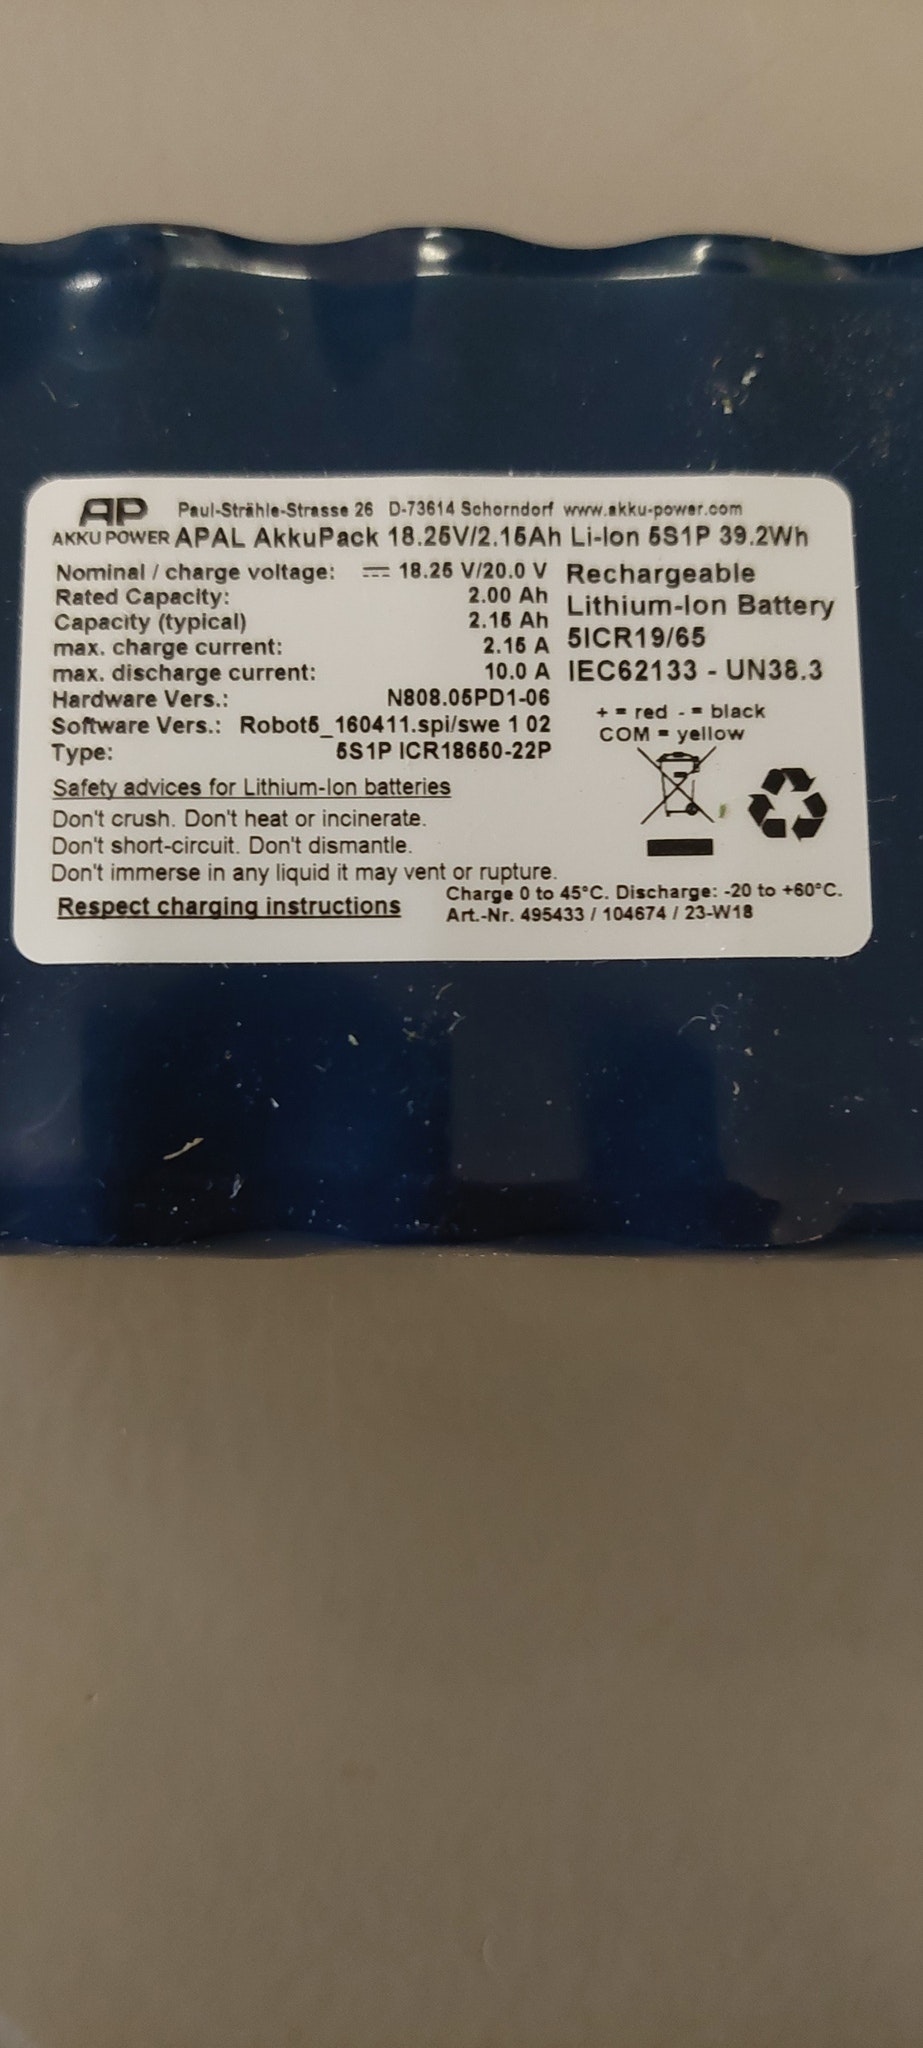 AP
AKKU POWER
Paul-Strähle-Strasse 26 D-73614 Schorndorf www.akku-power.com
APAL AkkuPack 18.25V/2.15Ah Li-Ion 5S1P 39.2Wh
Nominal / charge voltage: 18.25 V/20.0 V
Rated Capacity: 2.00 Ah
Capacity (typical) 2.15 Ah
max. charge current: 2.15 A
max. discharge current: 10.0 A
Hardware Vers.: N808.05PD1-06
Software Vers.: Robot5_160411.spi/swe 1 02
Type: 5S1P ICR18650-22P
Rechargeable
Lithium-Ion Battery
5ICR19/65
IEC62133 - UN38.3
+ = red - = black
COM = yellow
Safety advices for Lithium-Ion batteries
Don't crush. Don't heat or incinerate.
Don't short-circuit. Don't dismantle.
Don't immerse in any liquid it may vent or rupture.
Respect charging instructions
Charge 0 to 45°C. Discharge: -20 to +60°C.
Art.-Nr. 495433 / 104674 / 23-W18